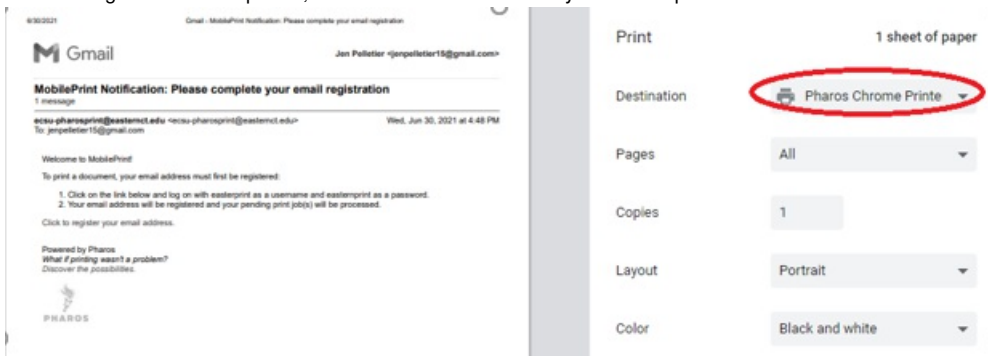 6/30/2021 Gmail - MobilePrint Notification: Please complete your email registration
Gmail Jen Pelletier <jenpelletier15@gmail.com>
MobilePrint Notification: Please complete your email registration
1 message
ecsu-pharosprint@easternct.edu <ecsu-pharosprint@easternct.edu> Wed, Jun 30, 2021 at 4:48 PM
To: jenpelletier15@gmail.com
Welcome to MobilePrint!
To print a document, your email address must first be registered:
1. Click on the link below and log on with easterprint as a username and easternprint as a password.
2. Your email address will be registered and your pending print job(s) will be processed.
Click to register your email address.
Powered by Pharos
What if printing wasn't a problem?
Discover the possibilities.
PHAROS
Print 1 sheet of paper
Destination Pharos Chrome Printe
Pages All
Copies 1
Layout Portrait
Color Black and white